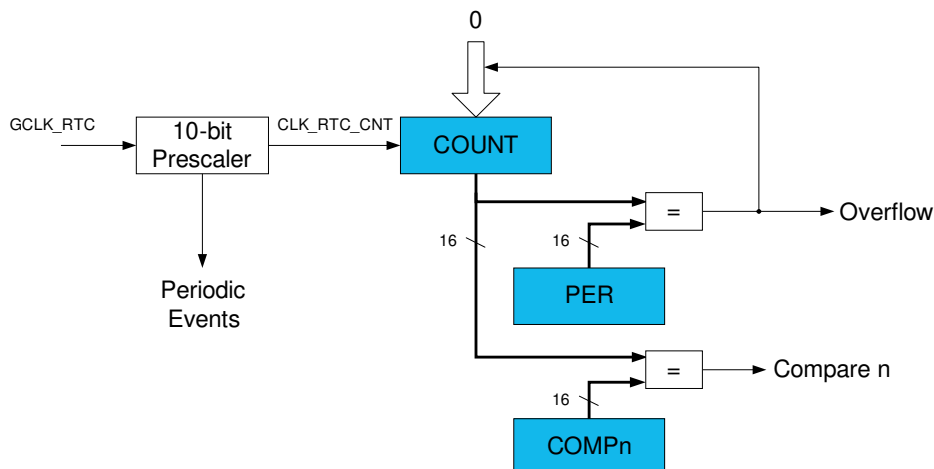 0
GCLK_RTC
10-bit
Prescaler
CLK_RTC_CNT
COUNT
=
Overflow
16
16
Periodic
Events
PER
=
Compare n
16
COMPn